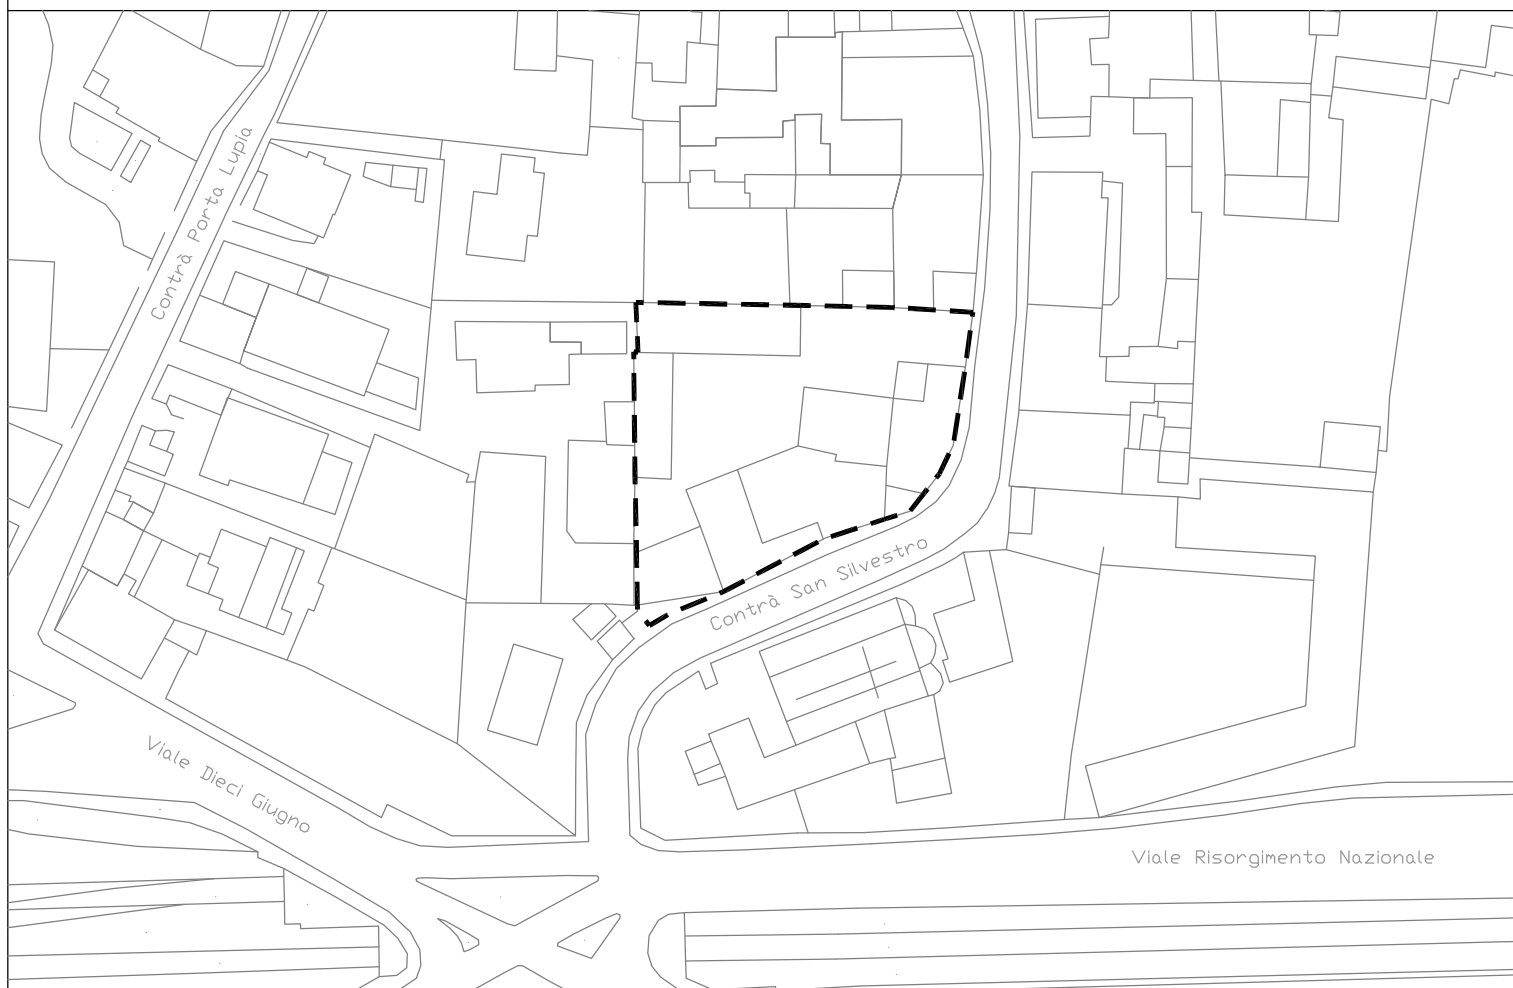 Contrà Porta Lupia
Contrà San Silvestro
Viale Dieci Giugno
Viale Risorgimento Nazionale